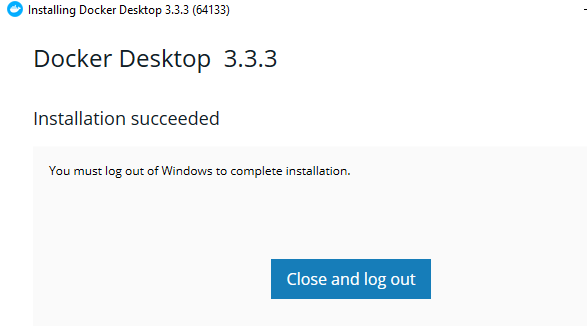 Installing Docker Desktop 3.3.3 (64133)
Docker Desktop 3.3.3
Installation succeeded
You must log out of Windows to complete installation.
Close and log out